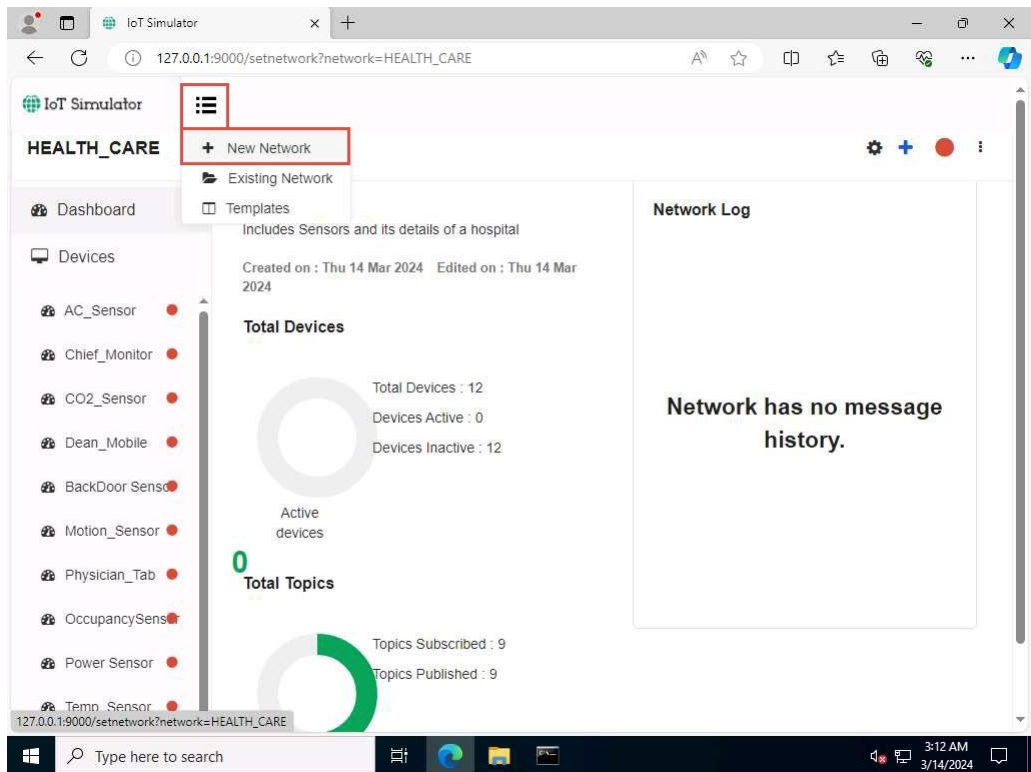 IoT Simulator
127.0.0.1:9000/setnetwork?network=HEALTH_CARE
IoT Simulator
HEALTH_CARE
New Network
Existing Network
Templates
Dashboard
Devices
AC_Sensor
Chief_Monitor
CO2_Sensor
Dean_Mobile
BackDoor Senso
Motion_Sensor
Physician_Tab
OccupancySensor
Power Sensor
Temp_Sensor
Includes Sensors and its details of a hospital
Created on : Thu 14 Mar 2024 Edited on : Thu 14 Mar
2024
Total Devices
Total Devices : 12
Devices Active : 0
Devices Inactive : 12
Active
devices
0
Total Topics
Topics Subscribed : 9
Topics Published : 9
Network Log
Network has no message
history.
127.0.0.1:9000/setnetwork?network=HEALTH_CARE
Type here to search
3:12 AM
3/14/2024